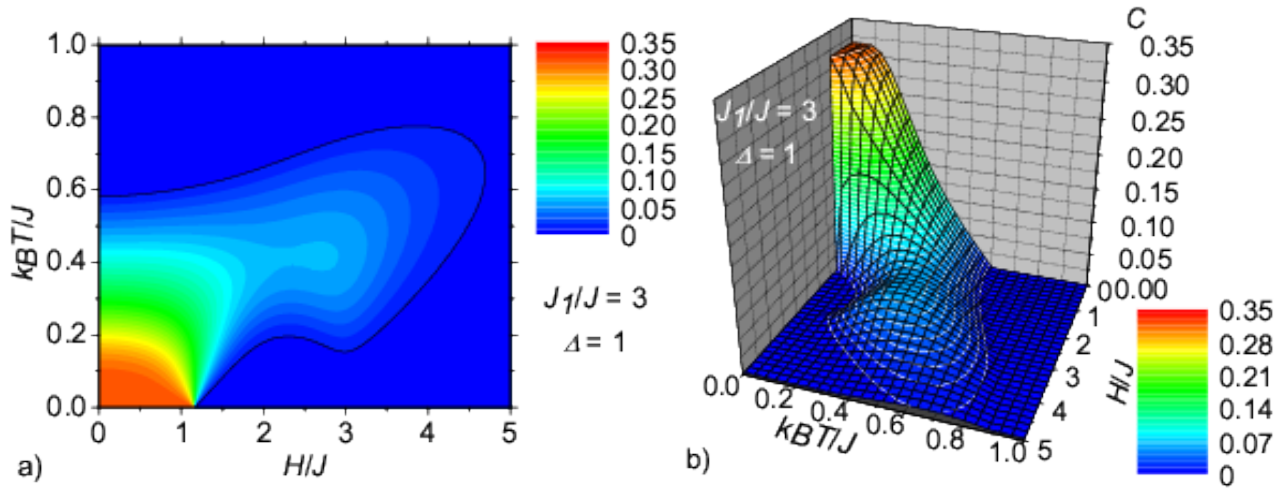 1.0
0.8
0.6
0.4
0.2
0.0
kBT/J
0 1 2 3 4 5
H/J
a)
0.35
0.30
0.25
0.20
0.15
0.10
0.05
0
J1/J = 3
Δ = 1
J1/J = 3
Δ = 1
C
0.35
0.30
0.25
0.20
0.15
0.10
0.05
00.00
1
2
3
4
5
H/J
0.0 0.2 0.4 0.6 0.8 1.0
kBT/J
b)
0.35
0.28
0.21
0.14
0.07
0